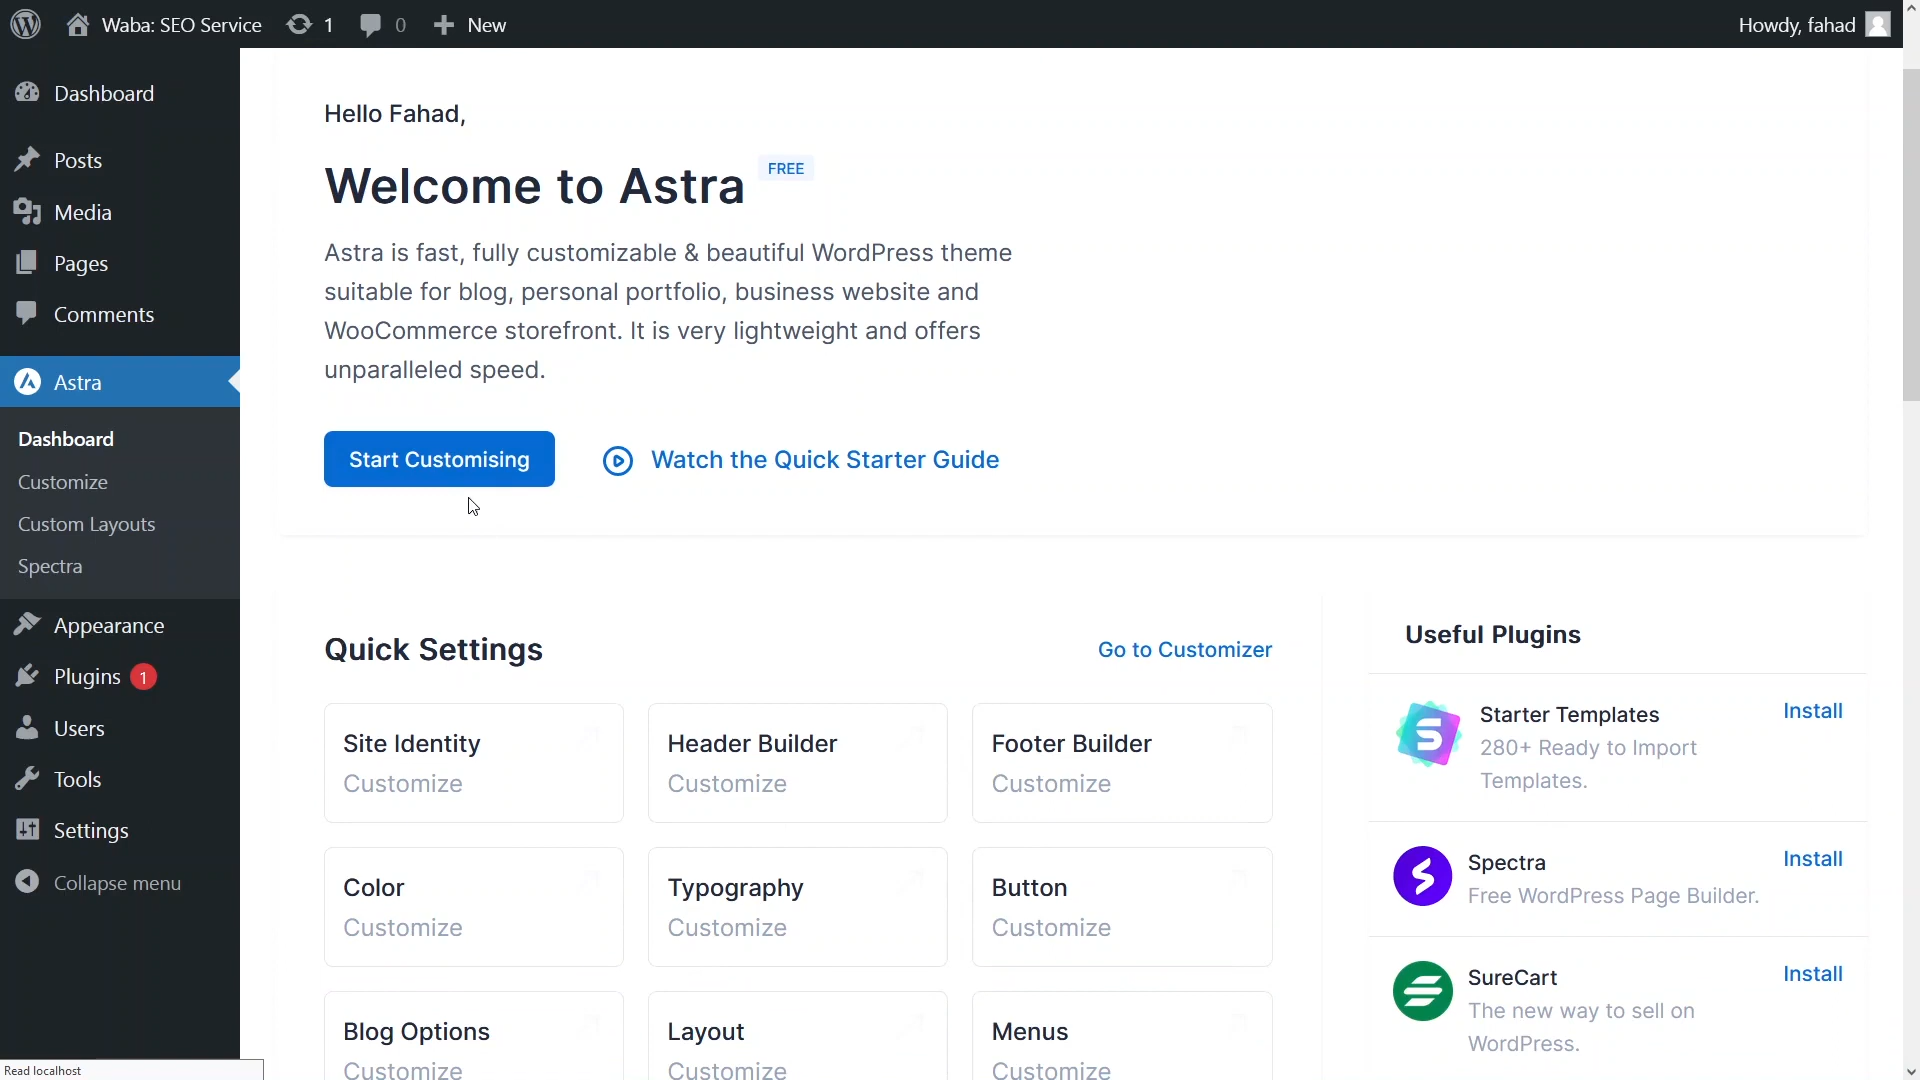 Waba: SEO Service
1
0
New
Howdy, fahad
Dashboard
Posts
Media
Pages
Comments
Astra
Dashboard
Customize
Custom Layouts
Spectra
Appearance
Plugins 1
Users
Tools
Settings
Collapse menu
Read localhost
Hello Fahad,
Welcome to Astra
FREE
Astra is fast, fully customizable & beautiful WordPress theme
suitable for blog, personal portfolio, business website and
WooCommerce storefront. It is very lightweight and offers
unparalleled speed.
Start Customising
Watch the Quick Starter Guide
Quick Settings
Go to Customizer
Site Identity
Customize
Header Builder
Customize
Footer Builder
Customize
Color
Customize
Typography
Customize
Button
Customize
Blog Options
Customize
Layout
Customize
Menus
Customize
Useful Plugins
Starter Templates
Install
280+ Ready to Import
Templates.
Spectra
Install
Free WordPress Page Builder.
SureCart
Install
The new way to sell on
WordPress.